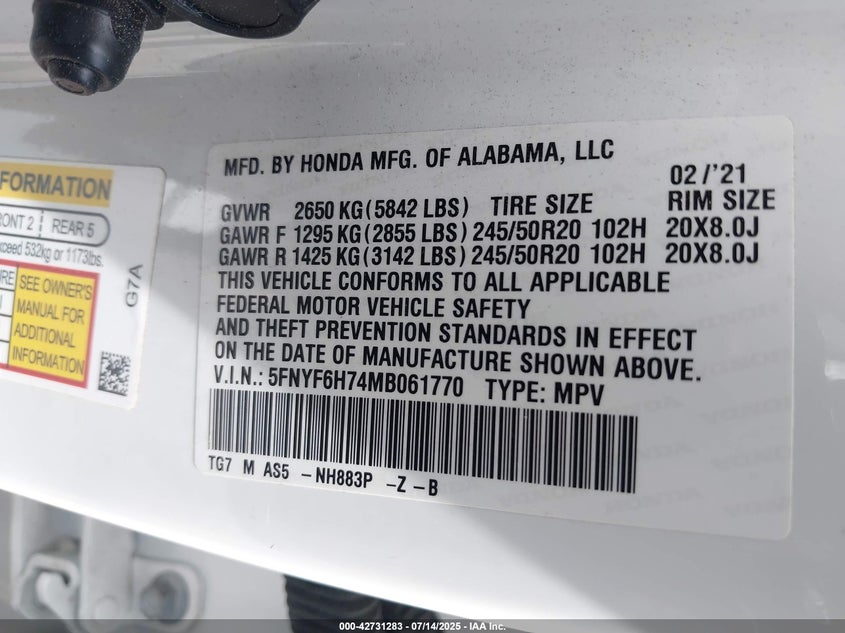 FORMATION
RONT 2 REAR 5
xceed 532kg or 1173lbs.
SEE OWNER'S
MANUAL FOR
ADDITIONAL
INFORMATION
G7A
MFD. BY HONDA MFG. OF ALABAMA, LLC 02/'21
GVWR 2650 KG(5842 LBS) TIRE SIZE RIM SIZE
GAWR F 1295 KG(2855 LBS) 245/50R20 102H 20X8.0J
GAWR R 1425 KG(3142 LBS) 245/50R20 102H 20X8.0J
THIS VEHICLE CONFORMS TO ALL APPLICABLE
FEDERAL MOTOR VEHICLE SAFETY
AND THEFT PREVENTION STANDARDS IN EFFECT
ON THE DATE OF MANUFACTURE SHOWN ABOVE.
V.I.N.: 5FNYF6H74MB061770 TYPE: MPV
TG7 M AS5 -NH883P -Z-B
000-42731283 - 07/14/2025 - IAA Inc.